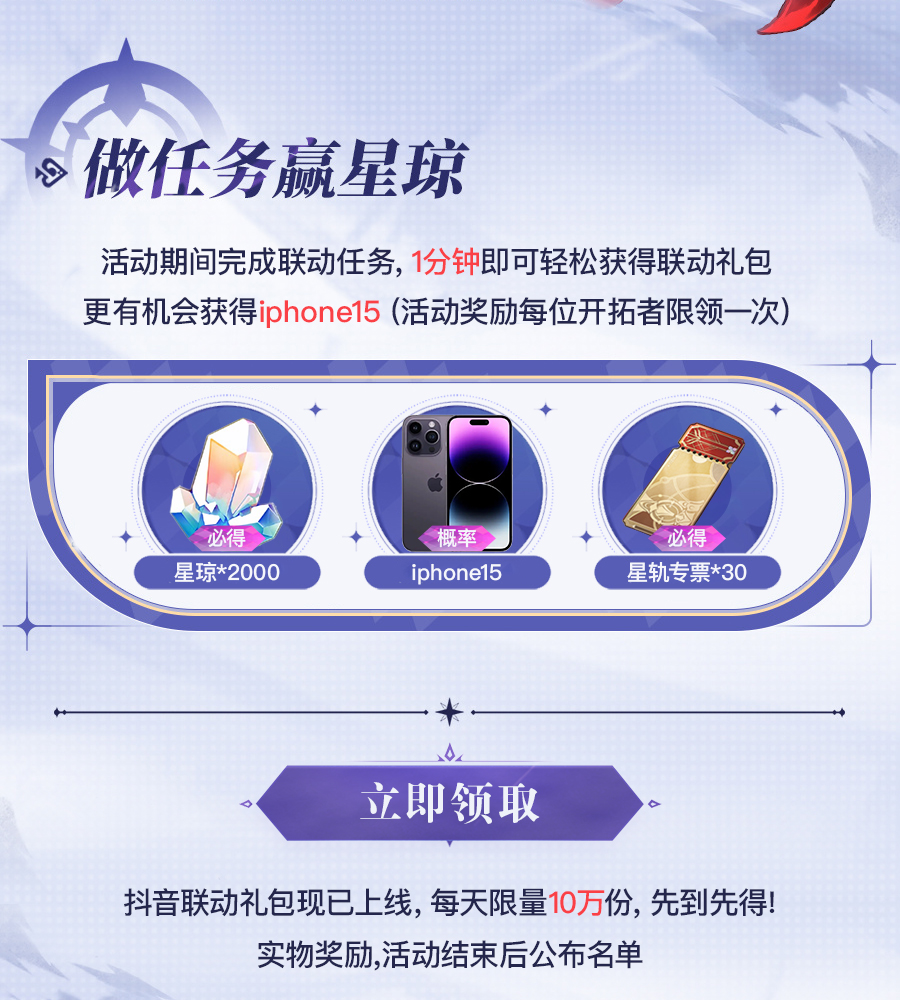 做任务赢星琼
活动期间完成联动任务, 1分钟即可轻松获得联动礼包
更有机会获得iphone15 (活动奖励每位开拓者限领一次)
必得
概率
必得
星琼*2000
iphone15
星轨专票*30
立即领取
抖音联动礼包现已上线, 每天限量10万份, 先到先得!
实物奖励,活动结束后公布名单